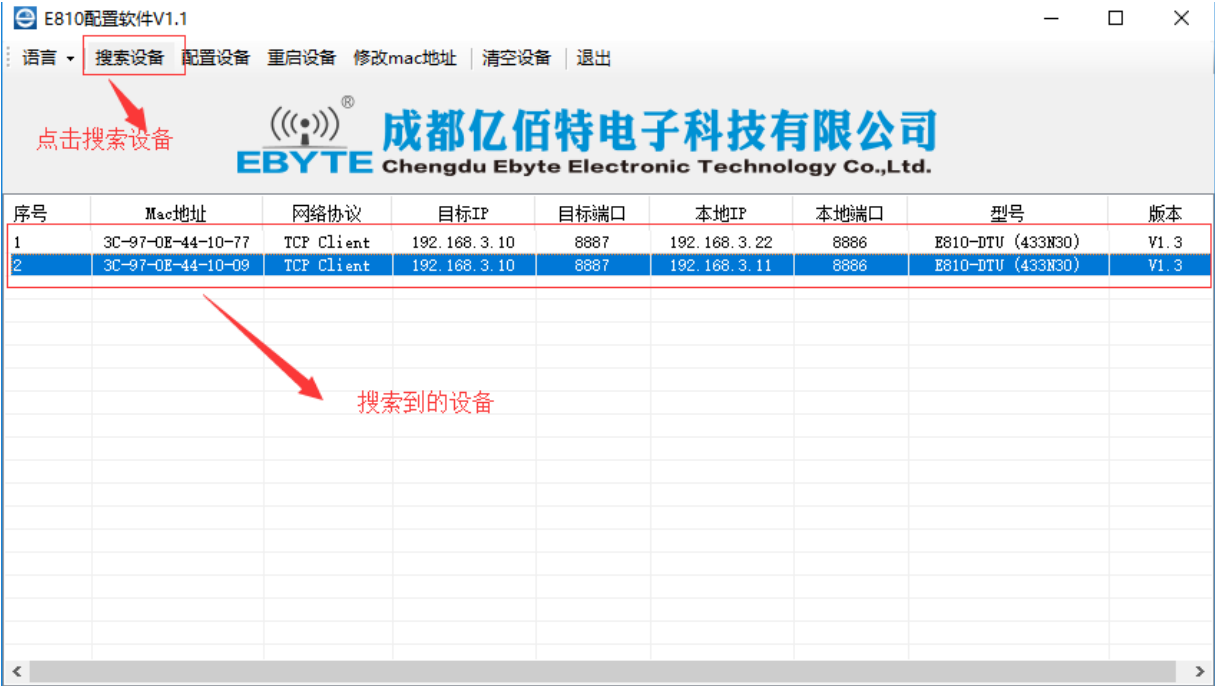 E810配置软件V1.1
语言 搜索设备 配置设备 重启设备 修改mac地址 清空设备 退出
点击搜索设备
®
EBYTE
成都亿佰特电子科技有限公司
Chengdu Ebyte Electronic Technology Co.,Ltd.
序号 Mac地址 网络协议 目标IP 目标端口 本地IP 本地端口 型号 版本
1 3C-97-0E-44-10-77 TCP Client 192.168.3.10 8887 192.168.3.22 8886 E810-DTU (433N30) V1.3
2 3C-97-0E-44-10-09 TCP Client 192.168.3.10 8887 192.168.3.11 8886 E810-DTU (433N30) V1.3
搜索到的设备